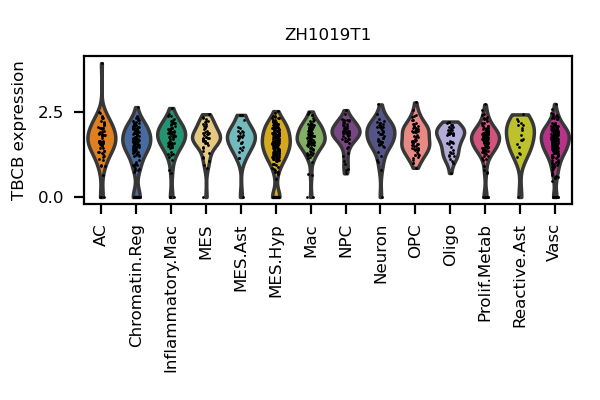 ZH1019T1
TBCB expression
2.5
0.0
AC
Chromatin.Reg
Inflammatory.Mac
MES
MES.Ast
MES.Hyp
Mac
NPC
Neuron
OPC
Oligo
Prolif.Metab
Reactive.Ast
Vasc